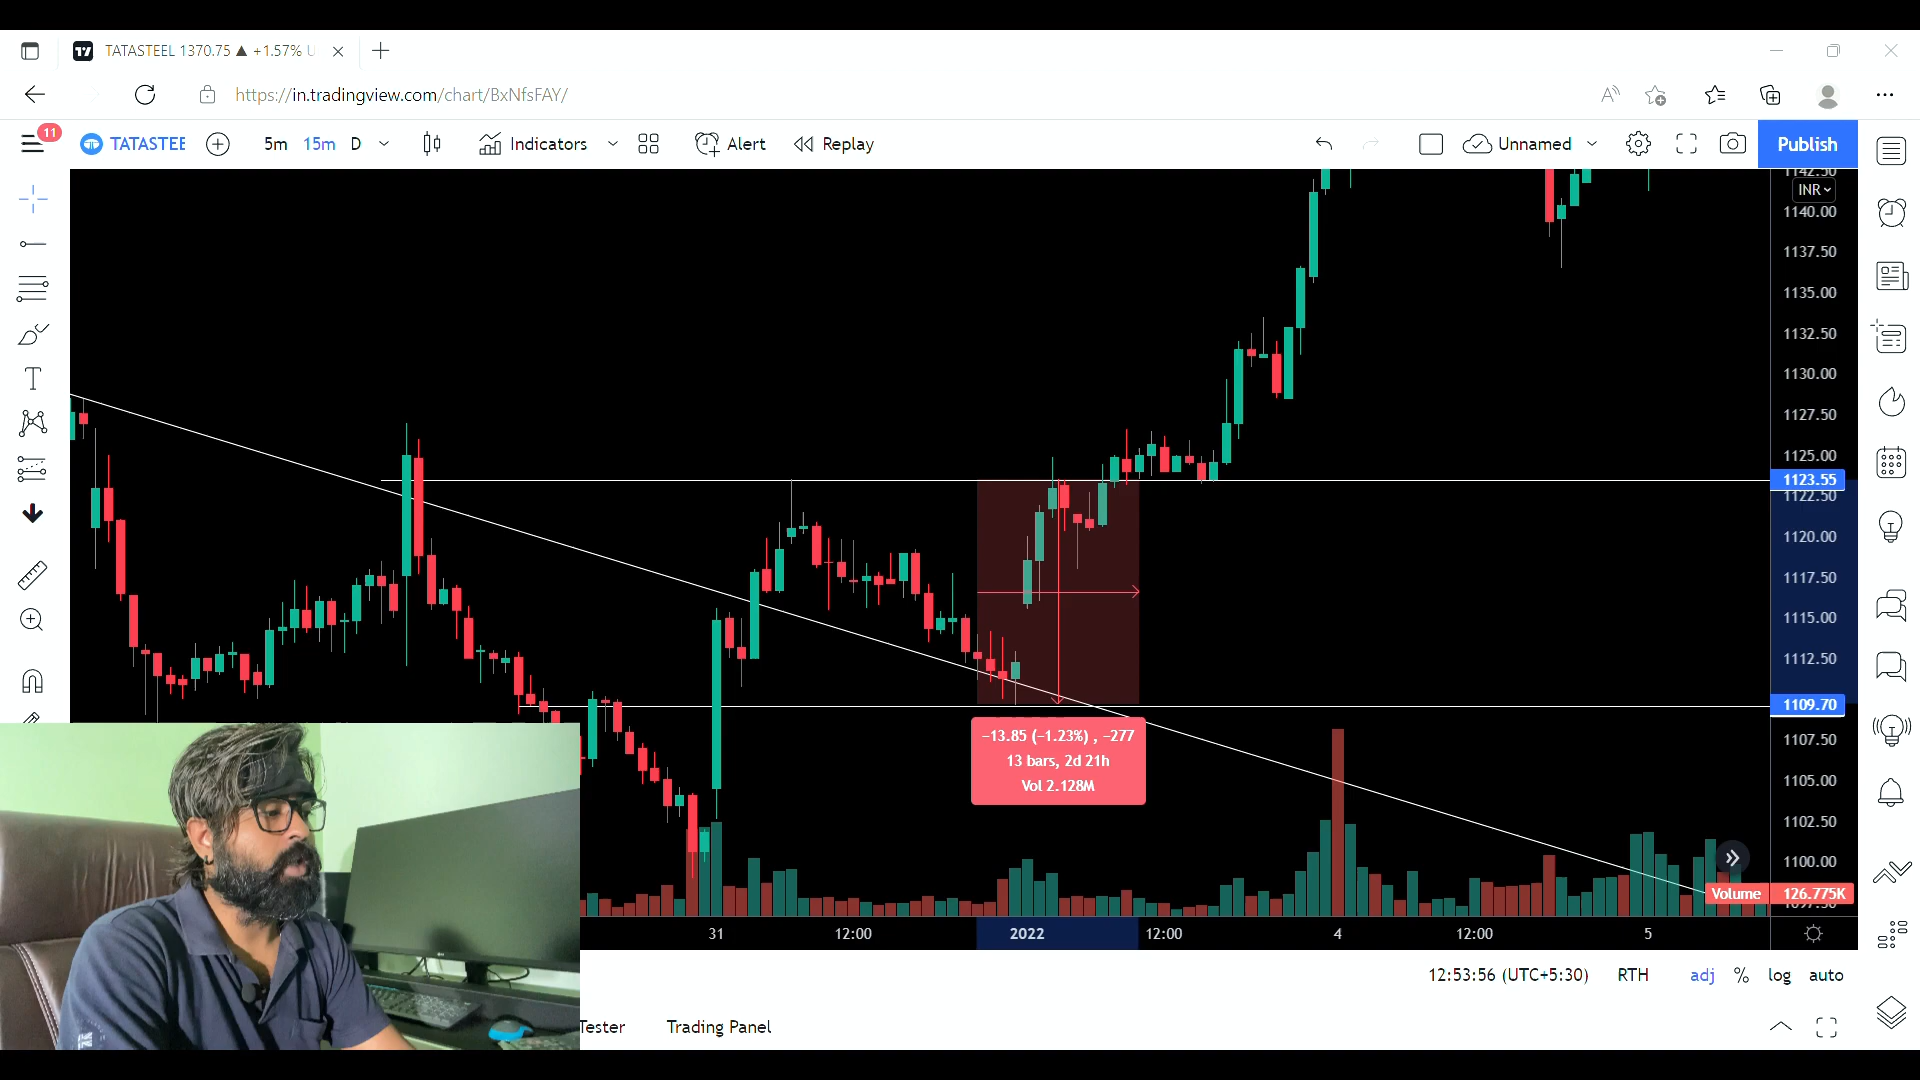 TATASTEEL 1370.75 ▲ +1.57% U
https://in.tradingview.com/chart/BxNfsFAY/
11
TATASTEE
5m 15m D
Indicators
Alert
Replay
Unnamed
Publish
1142.50
INR
1140.00
1137.50
1135.00
1132.50
1130.00
1127.50
1125.00
1123.55
1122.50
1120.00
1117.50
1115.00
1112.50
1109.70
1107.50
1105.00
1102.50
1100.00
−13.85 (−1.23%) , −277
13 bars, 2d 21h
Vol 2.128M
Volume 126.775K
31 12:00 2022 12:00 4 12:00 5
12:53:56 (UTC+5:30) RTH adj % log auto
Tester Trading Panel